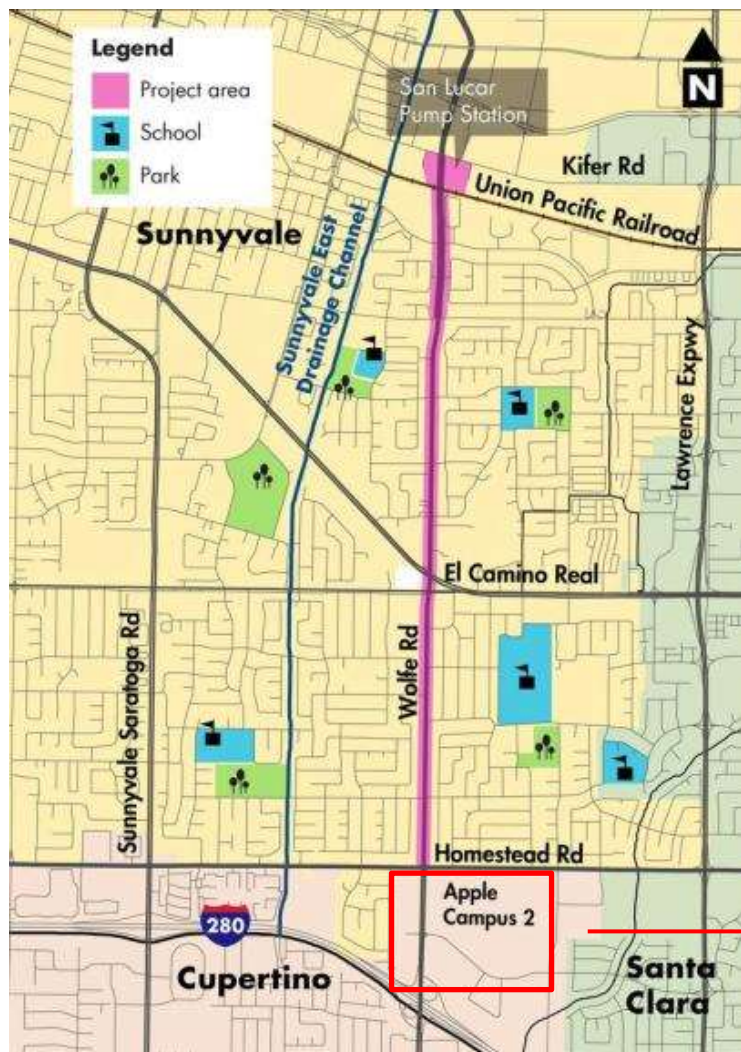 Legend
Project area
School
Park
San Lucar
Pump Station
N
Kifer Rd
Union Pacific Railroad
Sunnyvale
Sunnyvale East
Drainage Channel
Lawrence Expwy
El Camino Real
Wolfe Rd
Sunnyvale Saratoga Rd
Homestead Rd
Apple
Campus 2
280
Cupertino
Santa
Clara